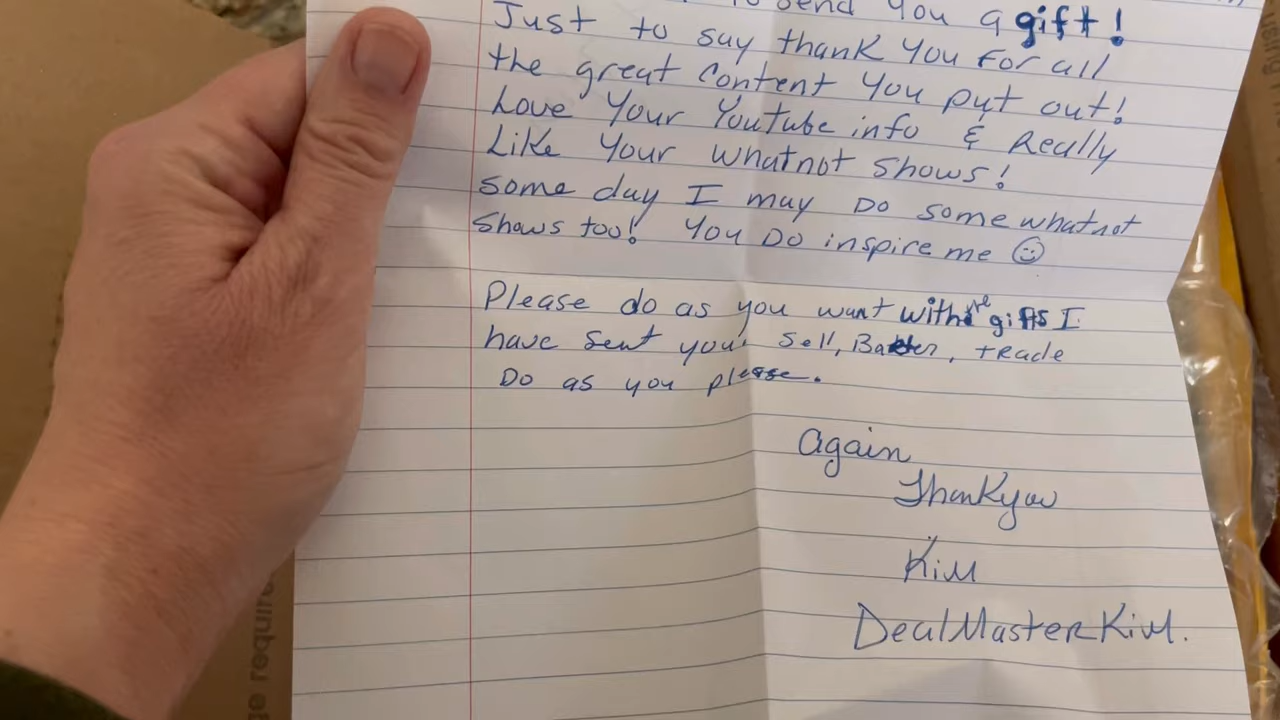 to send you a gift!
Just to say thank you for all
the great content you put out!
Love Your Youtube info & Really
Like Your whatnot shows!
some day I may Do some whatnot
shows too! You Do inspire me ☺
Please do as you want with the gifts I
have sent you. Sell, Barter, trade
Do as you please.
again
Thankyou
Kim
DealMasterKim.
se require